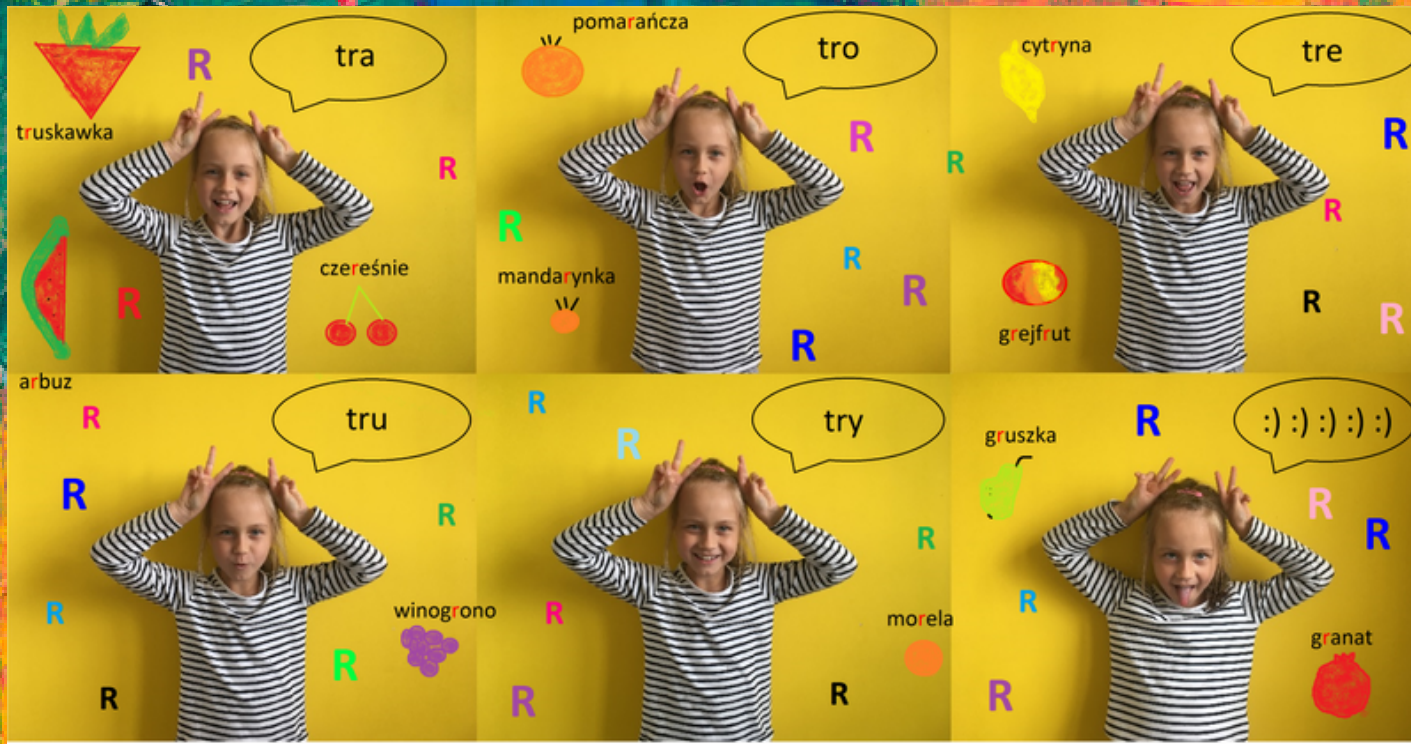 R
tra
truskawka
R
R
czereśnie
arbuz
pomarańcza
tro
R
R
R
mandarynka
R
R
cytryna
tre
R
R
R
grejfrut
R
R
R
tru
R
R
R
winogrono
R
R
R
try
R
R
R
morela
R
R
gruszka
R
:) :) :) :) :)
R
R
R
granat
R